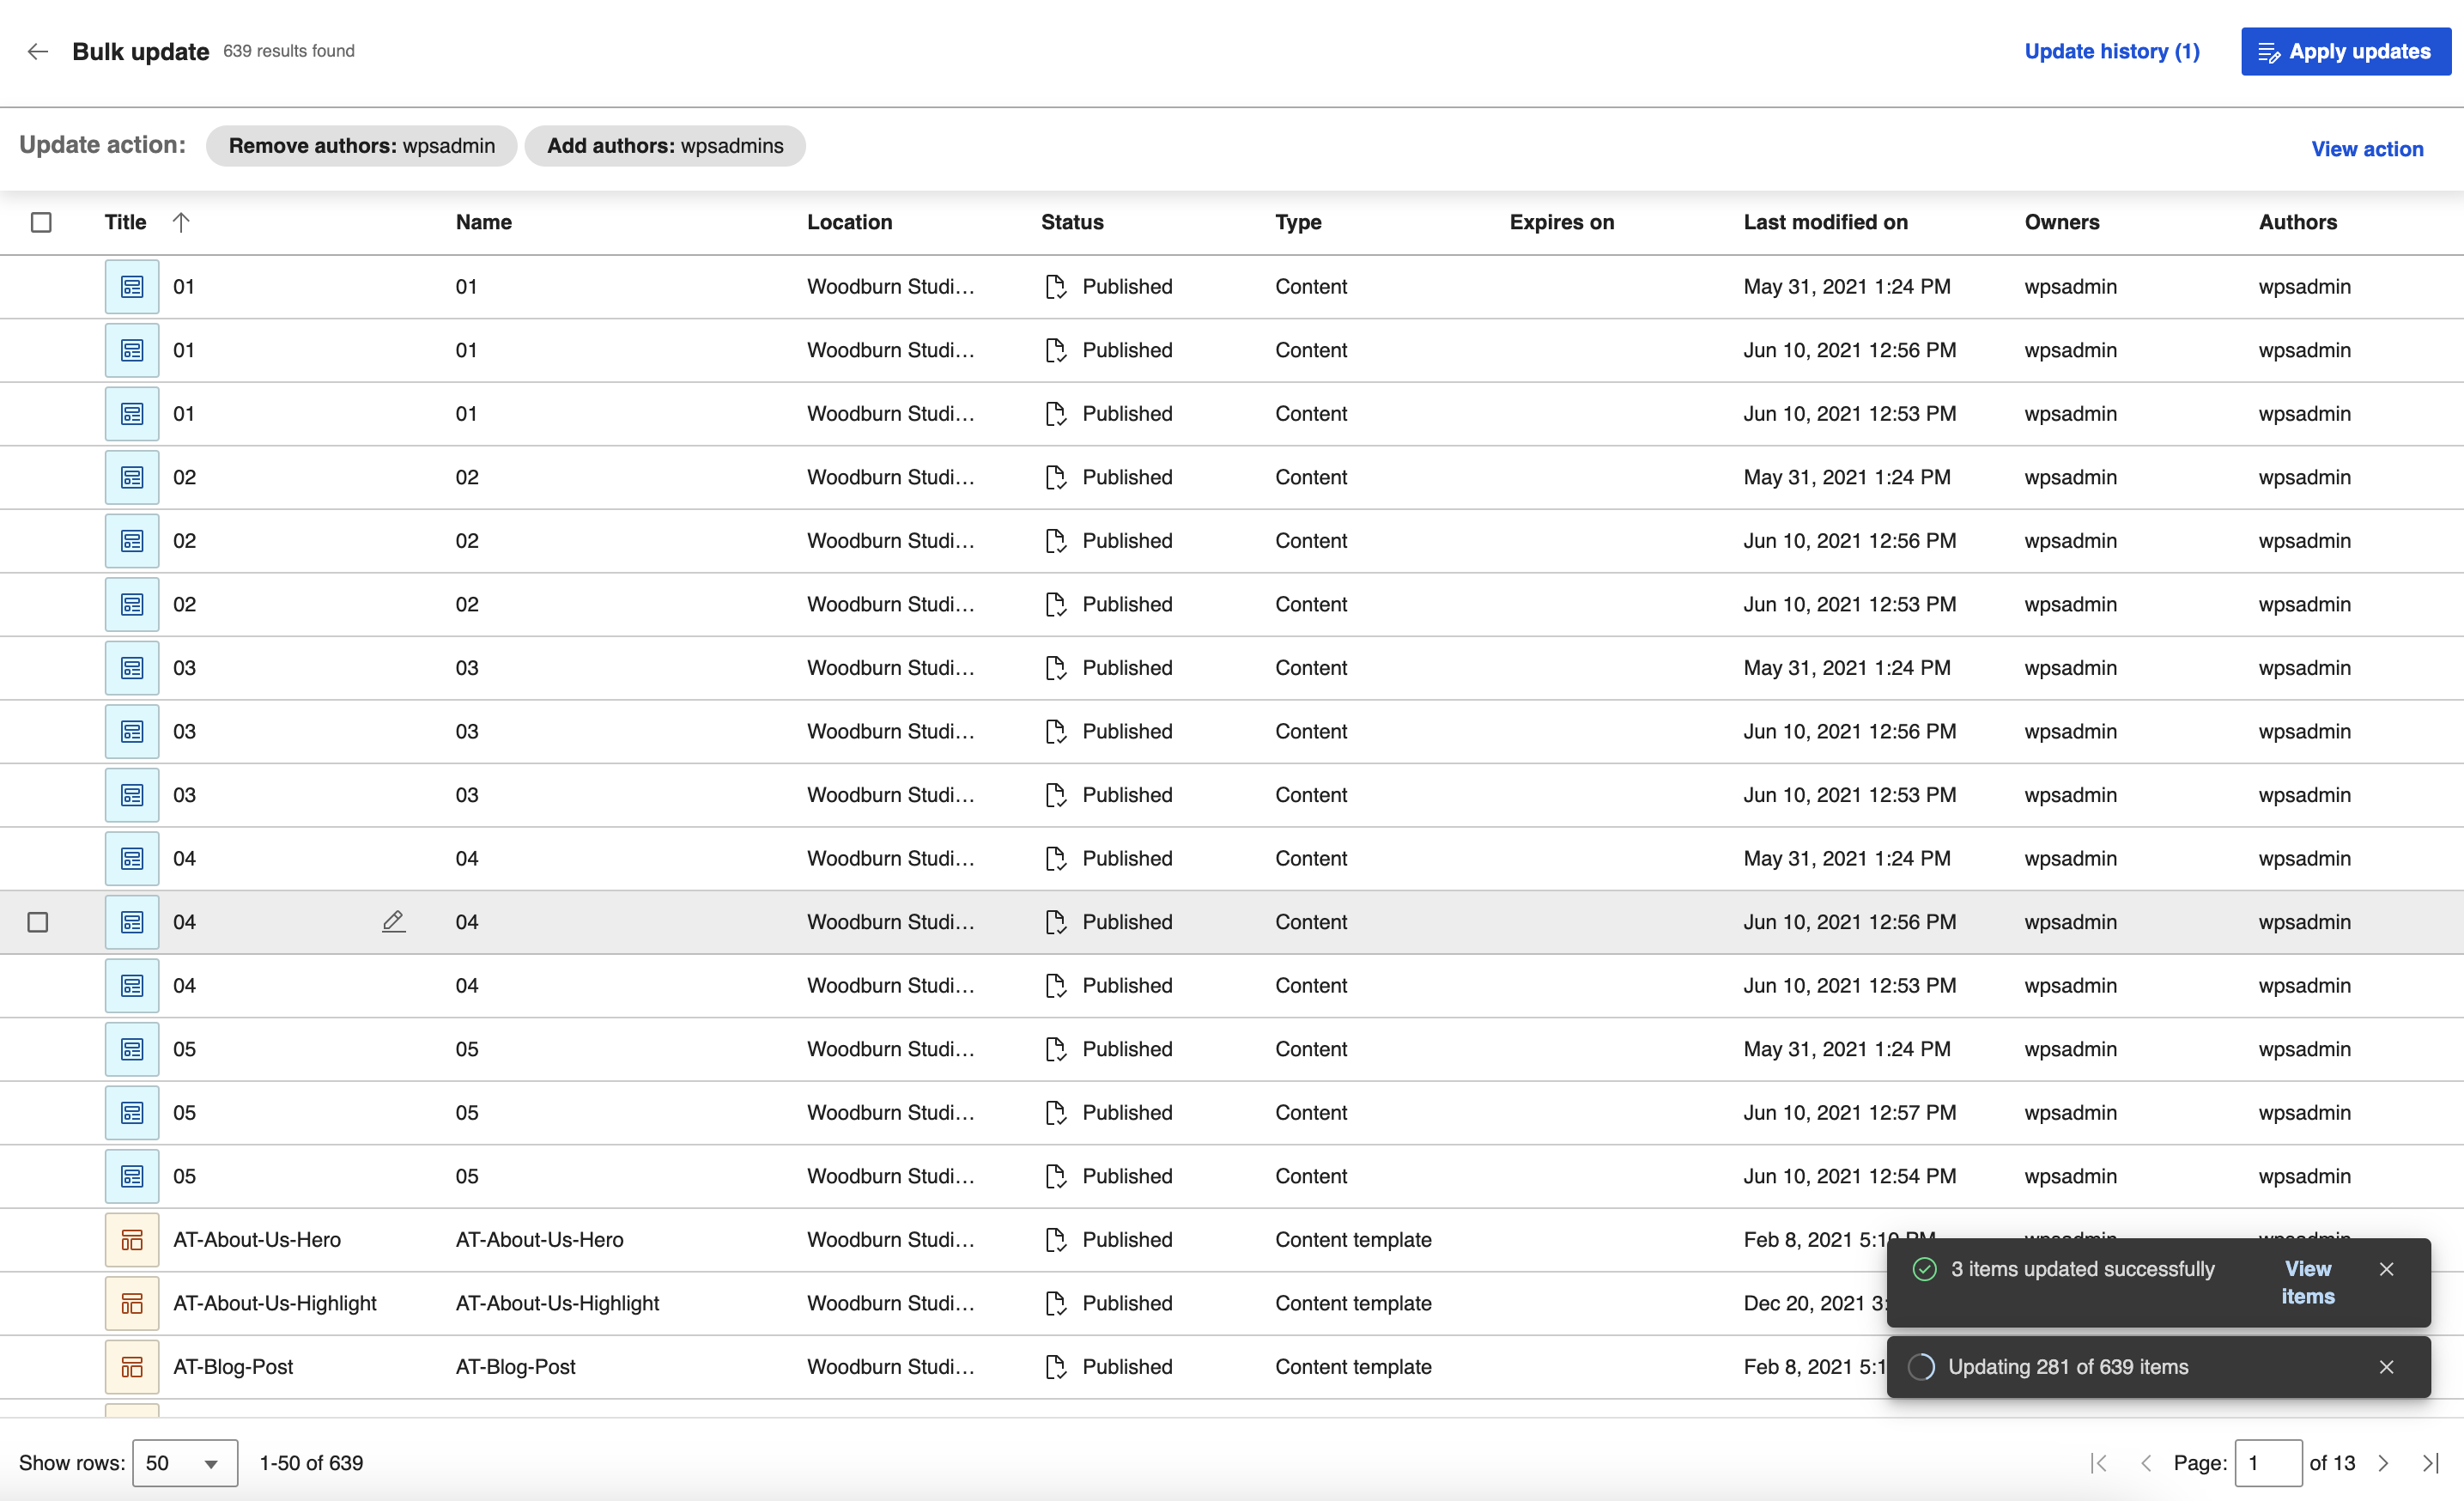 Bulk update 639 results found Update history (1) Apply updates
Update action: Remove authors: wpsadmin Add authors: wpsadmins View action
Title Name Location Status Type Expires on Last modified on Owners Authors
01 01 Woodburn Studi... Published Content May 31, 2021 1:24 PM wpsadmin wpsadmin
01 01 Woodburn Studi... Published Content Jun 10, 2021 12:56 PM wpsadmin wpsadmin
01 01 Woodburn Studi... Published Content Jun 10, 2021 12:53 PM wpsadmin wpsadmin
02 02 Woodburn Studi... Published Content May 31, 2021 1:24 PM wpsadmin wpsadmin
02 02 Woodburn Studi... Published Content Jun 10, 2021 12:56 PM wpsadmin wpsadmin
02 02 Woodburn Studi... Published Content Jun 10, 2021 12:53 PM wpsadmin wpsadmin
03 03 Woodburn Studi... Published Content May 31, 2021 1:24 PM wpsadmin wpsadmin
03 03 Woodburn Studi... Published Content Jun 10, 2021 12:56 PM wpsadmin wpsadmin
03 03 Woodburn Studi... Published Content Jun 10, 2021 12:53 PM wpsadmin wpsadmin
04 04 Woodburn Studi... Published Content May 31, 2021 1:24 PM wpsadmin wpsadmin
04 04 Woodburn Studi... Published Content Jun 10, 2021 12:56 PM wpsadmin wpsadmin
04 04 Woodburn Studi... Published Content Jun 10, 2021 12:53 PM wpsadmin wpsadmin
05 05 Woodburn Studi... Published Content May 31, 2021 1:24 PM wpsadmin wpsadmin
05 05 Woodburn Studi... Published Content Jun 10, 2021 12:57 PM wpsadmin wpsadmin
05 05 Woodburn Studi... Published Content Jun 10, 2021 12:54 PM wpsadmin wpsadmin
AT-About-Us-Hero AT-About-Us-Hero Woodburn Studi... Published Content template Feb 8, 2021 5:10 PM wpsadmin wpsadmin
AT-About-Us-Highlight AT-About-Us-Highlight Woodburn Studi... Published Content template Dec 20, 2021 3:
AT-Blog-Post AT-Blog-Post Woodburn Studi... Published Content template Feb 8, 2021 5:1
3 items updated successfully View
items
Updating 281 of 639 items
Show rows: 50 1-50 of 639 Page: 1 of 13